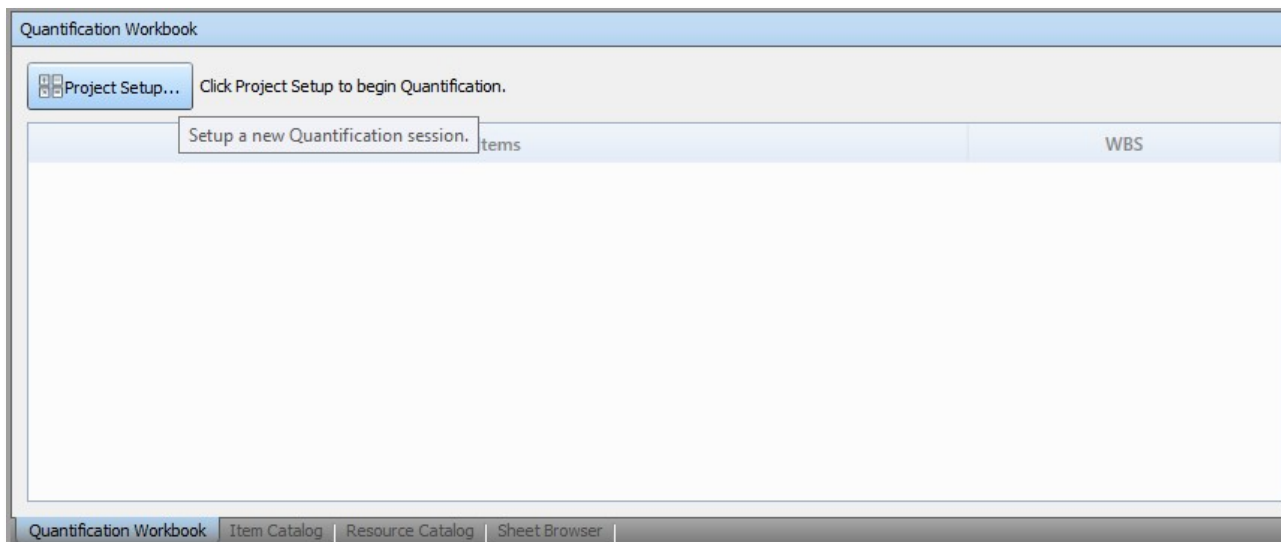 Quantification Workbook
Project Setup... Click Project Setup to begin Quantification.
Setup a new Quantification session.
tems WBS
Quantification Workbook Item Catalog Resource Catalog Sheet Browser